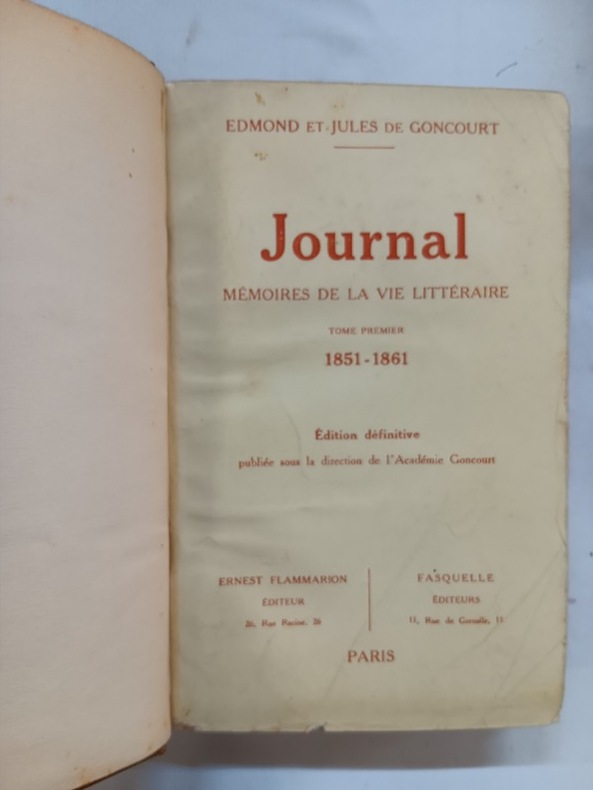 EDMOND ET JULES DE GONCOURT
Journal
MÉMOIRES DE LA VIE LITTÉRAIRE
TOME PREMIER
1851-1861
Édition définitive
publiée sous la direction de l'Académie Goncourt
ERNEST FLAMMARION
ÉDITEUR
26, Rue Racine, 26
FASQUELLE
ÉDITEURS
11, Rue de Grenelle, 11
PARIS